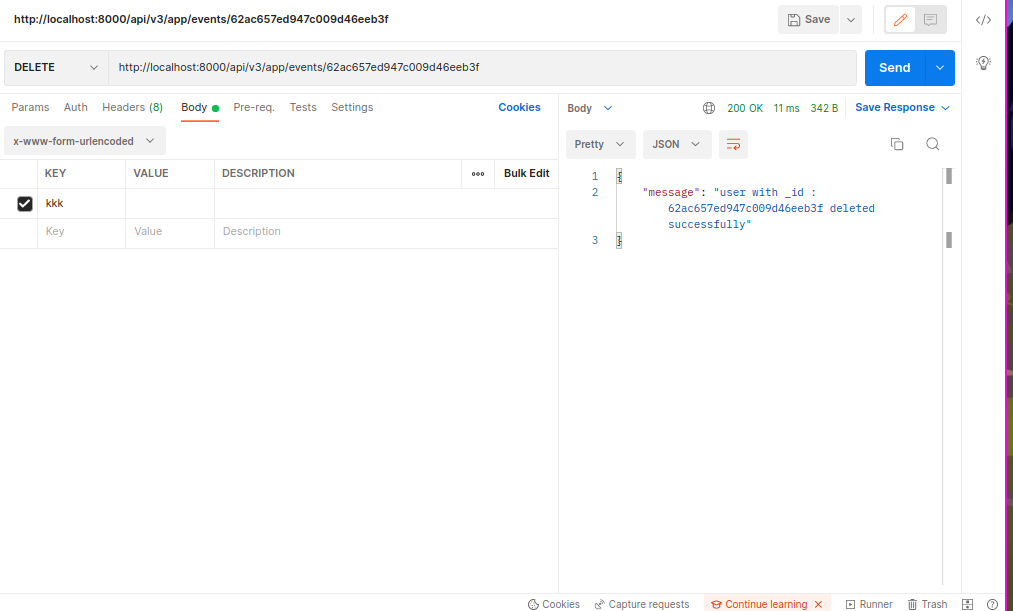 http://localhost:8000/api/v3/app/events/62ac657ed947c009d46eeb3f
Save
DELETE
http://localhost:8000/api/v3/app/events/62ac657ed947c009d46eeb3f
Send
Params Auth Headers (8) Body Pre-req. Tests Settings Cookies
Body 200 OK 11 ms 342 B Save Response
x-www-form-urlencoded
Pretty JSON
KEY VALUE DESCRIPTION ooo Bulk Edit
kkk
Key Value Description
1 {
2 "message": "user with _id :
62ac657ed947c009d46eeb3f deleted
successfully"
3 }
Cookies Capture requests Continue learning Runner Trash